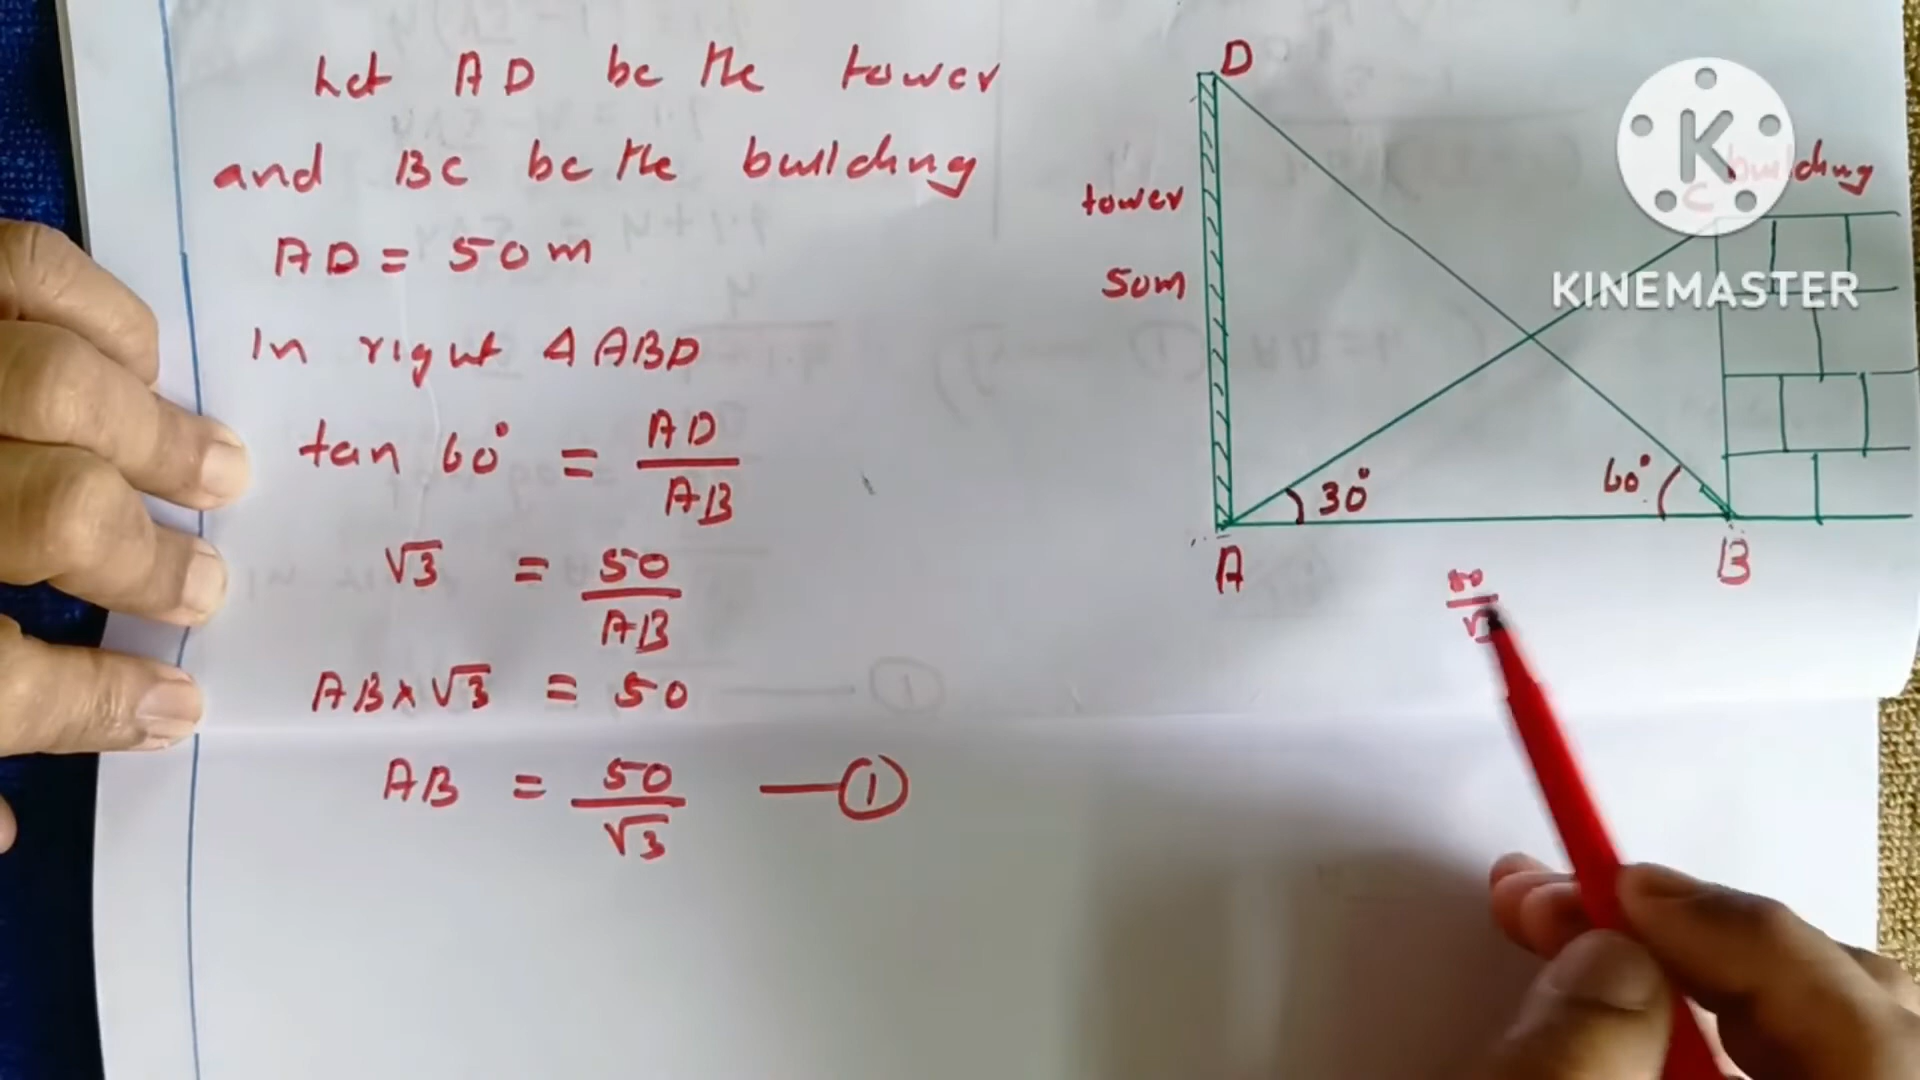 Let AD be the tower
and BC be the building
AD = 50m
In right Δ ABD
tan 60° = AD/AB
√3 = 50/AB
AB × √3 = 50
AB = 50/√3 —①
D
building
C
tower
50m
30°
60°
A
B
50/√3
K
KINEMASTER